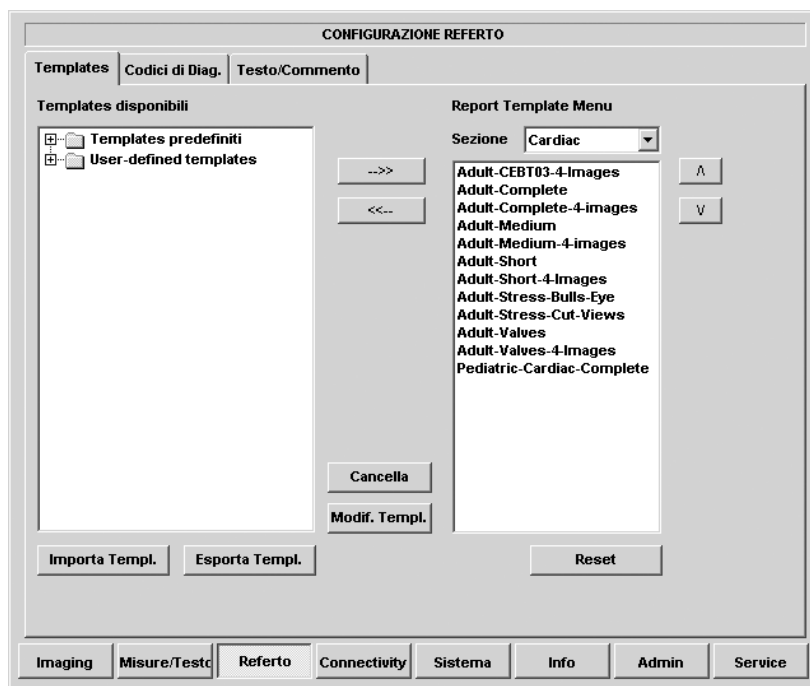 CONFIGURAZIONE REFERTO
Templates Codici di Diag. Testo/Commento
Templates disponibili
Templates predefiniti
User-defined templates
-->>
<<--
Cancella
Modif. Templ.
Importa Templ. Esporta Templ.
Report Template Menu
Sezione Cardiac
Adult-CEBT03-4-Images
Adult-Complete
Adult-Complete-4-images
Adult-Medium
Adult-Medium-4-images
Adult-Short
Adult-Short-4-Images
Adult-Stress-Bulls-Eye
Adult-Stress-Cut-Views
Adult-Valves
Adult-Valves-4-Images
Pediatric-Cardiac-Complete
/\
\/
Reset
Imaging Misure/Testo Referto Connectivity Sistema Info Admin Service